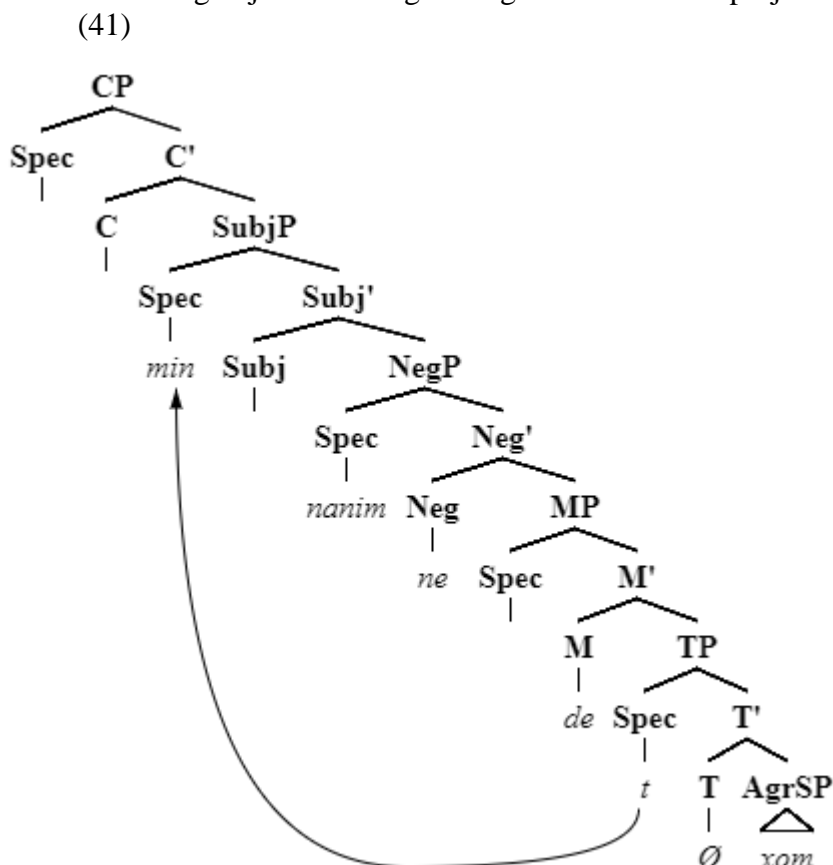 (41)
CP
Spec C'
C SubjP
Spec Subj'
min Subj NegP
Spec Neg'
nanim Neg MP
ne Spec M'
M TP
de Spec T'
t T AgrSP
Ø xom